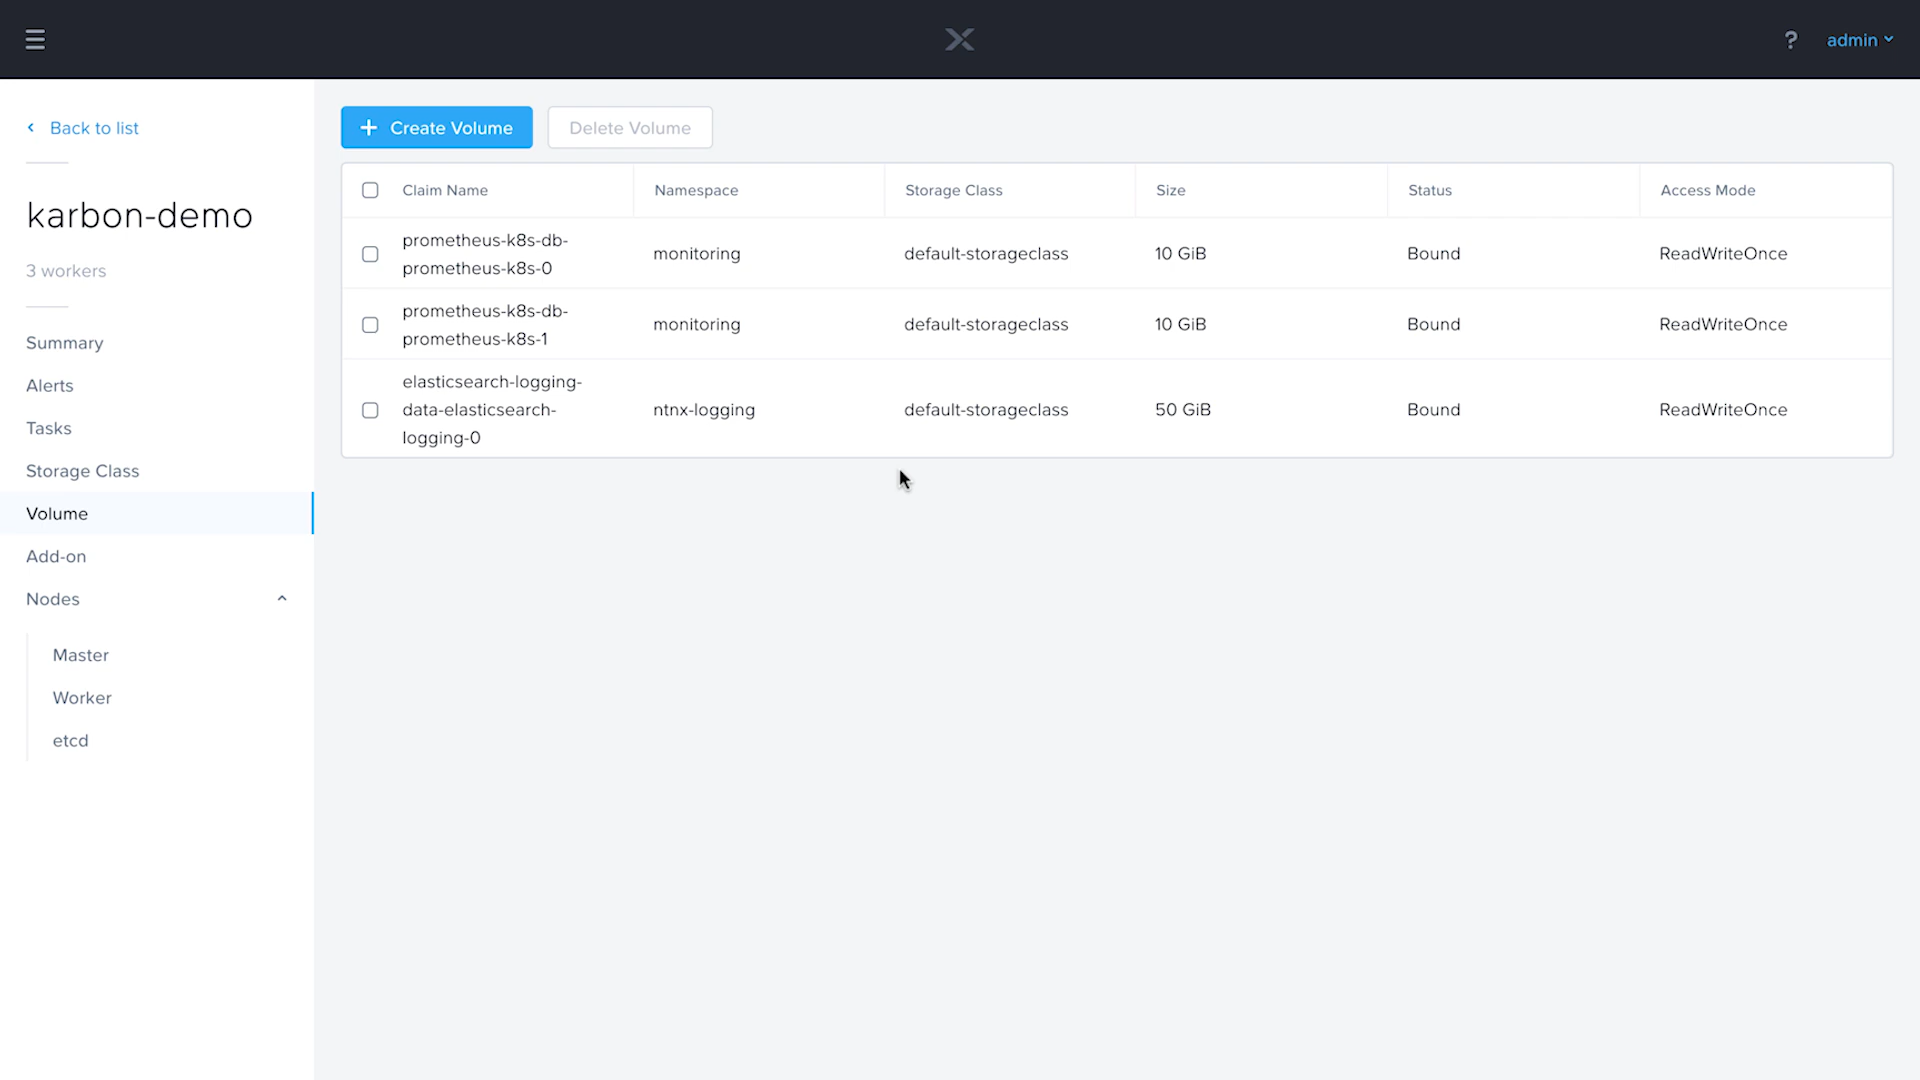 ? admin
Back to list
karbon-demo
3 workers
Summary
Alerts
Tasks
Storage Class
Volume
Add-on
Nodes
Master
Worker
etcd
+ Create Volume Delete Volume
Claim Name Namespace Storage Class Size Status Access Mode
prometheus-k8s-db-
prometheus-k8s-0 monitoring default-storageclass 10 GiB Bound ReadWriteOnce
prometheus-k8s-db-
prometheus-k8s-1 monitoring default-storageclass 10 GiB Bound ReadWriteOnce
elasticsearch-logging-
data-elasticsearch- ntnx-logging default-storageclass 50 GiB Bound ReadWriteOnce
logging-0